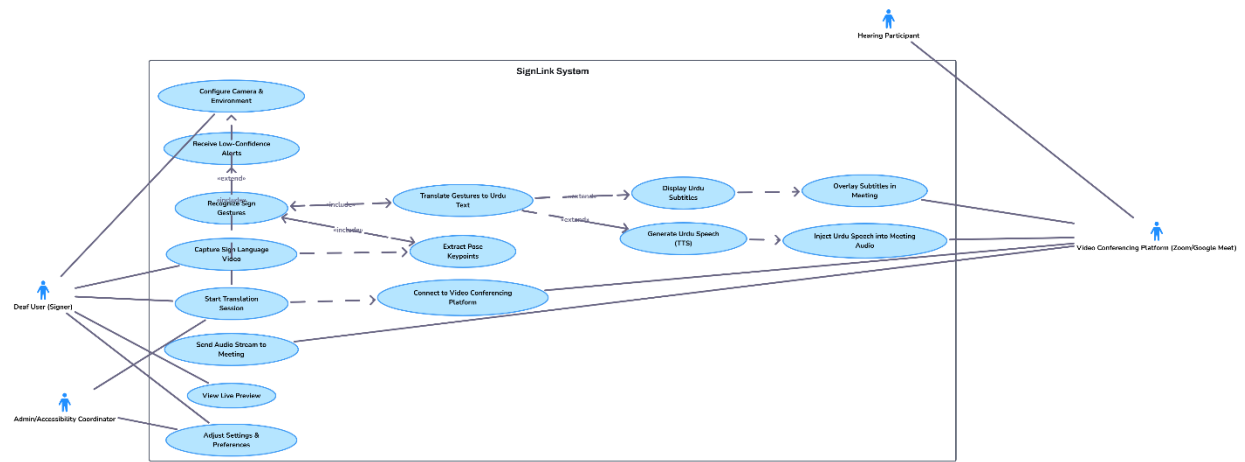 Hearing Participant
SignLink System
Configure Camera &
Environment
Receive Low-Confidence
Alerts
«extend»
«include»
Recognize Sign
Gestures
«include»
Translate Gestures to Urdu
Text
«extend»
Display Urdu
Subtitles
Overlay Subtitles in
Meeting
«extend»
Generate Urdu Speech
(TTS)
Inject Urdu Speech into Meeting
Audio
Video Conferencing Platform (Zoom/Google Meet)
«include»
Capture Sign Language
Video
Extract Pose
Keypoints
Deaf User (Signer)
Start Translation
Session
Connect to Video Conferencing
Platform
Send Audio Stream to
Meeting
View Live Preview
Admin/Accessibility Coordinator
Adjust Settings &
Preferences